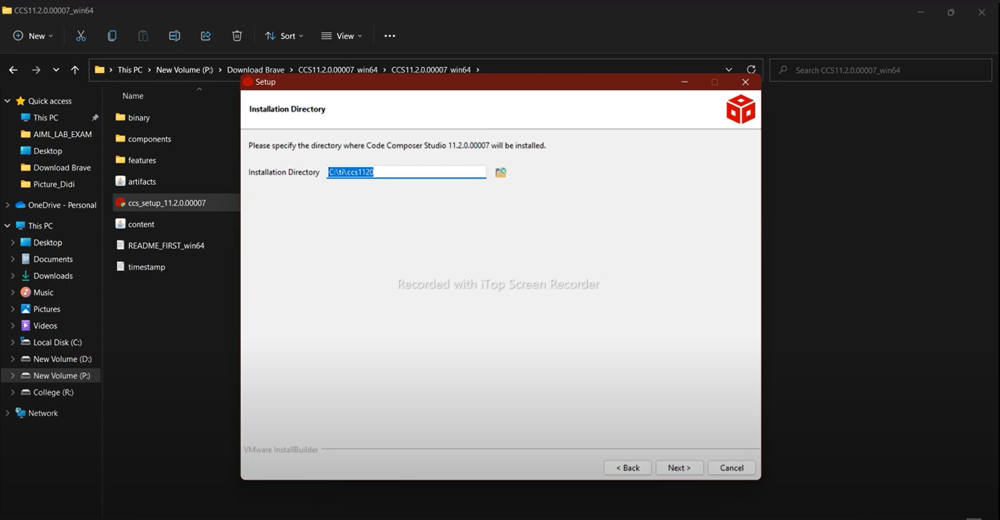 CCS11.2.0.00007_win64
New
Sort
View
This PC > New Volume (P:) > Download Brave > CCS11.2.0.00007_win64 > CCS11.2.0.00007_win64 >
Search CCS11.2.0.00007_win64
Quick access
This PC
AIML_LAB_EXAM
Desktop
Download Brave
Picture_Didi
OneDrive - Personal
This PC
Desktop
Documents
Downloads
Music
Pictures
Videos
Local Disk (C:)
New Volume (D:)
New Volume (P:)
College (R:)
Network
Name
binary
components
features
artifacts
ccs_setup_11.2.0.00007
content
README_FIRST_win64
timestamp
Setup
Installation Directory
Please specify the directory where Code Composer Studio 11.2.0.00007 will be installed.
Installation Directory C:\ti\ccs1120
Recorded with iTop Screen Recorder
VMware InstallBuilder
< Back
Next >
Cancel